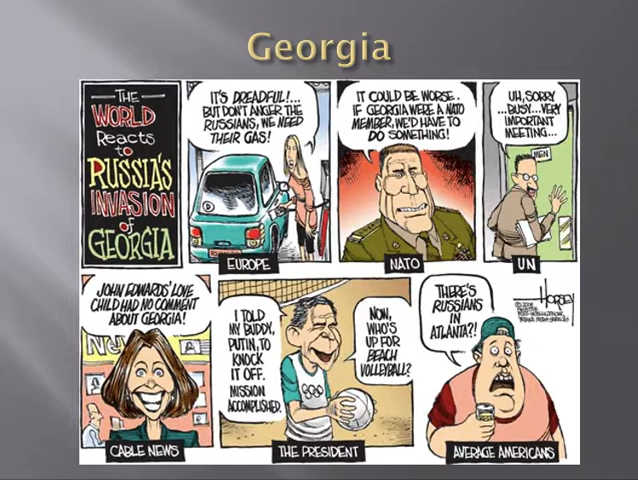 Georgia
THE
WORLD
Reacts
to
RUSSIA'S
INVASION
of
GEORGIA
IT'S DREADFUL!...
BUT DON'T ANGER THE
RUSSIANS, WE NEED
THEIR GAS!
EUROPE
IT COULD BE WORSE.
IF GEORGIA WERE A NATO
MEMBER, WE'D HAVE TO
DO SOMETHING!
NATO
UH, SORRY
...BUSY...VERY
IMPORTANT
MEETING...
MEN
UN
JOHN EDWARDS' LOVE
CHILD HAD NO COMMENT
ABOUT GEORGIA!
CABLE NEWS
I TOLD
MY BUDDY,
PUTIN, TO
KNOCK
IT OFF.
MISSION
ACCOMPLISHED.
NOW,
WHO'S
UP FOR
BEACH
VOLLEYBALL?
THE PRESIDENT
THERE'S
RUSSIANS
IN
ATLANTA?!
AVERAGE AMERICANS
HORSEY